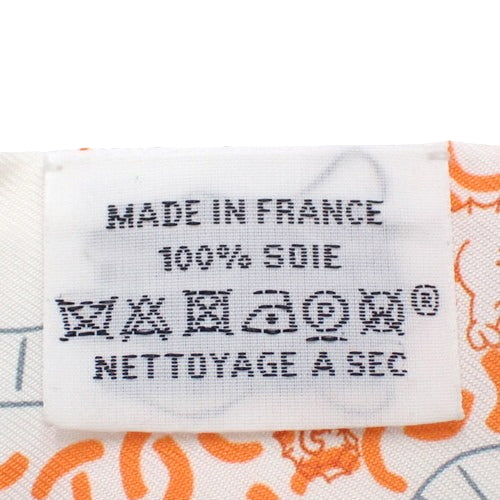 MADE IN FRANCE
100% SOIE
P ®
NETTOYAGE A SEC